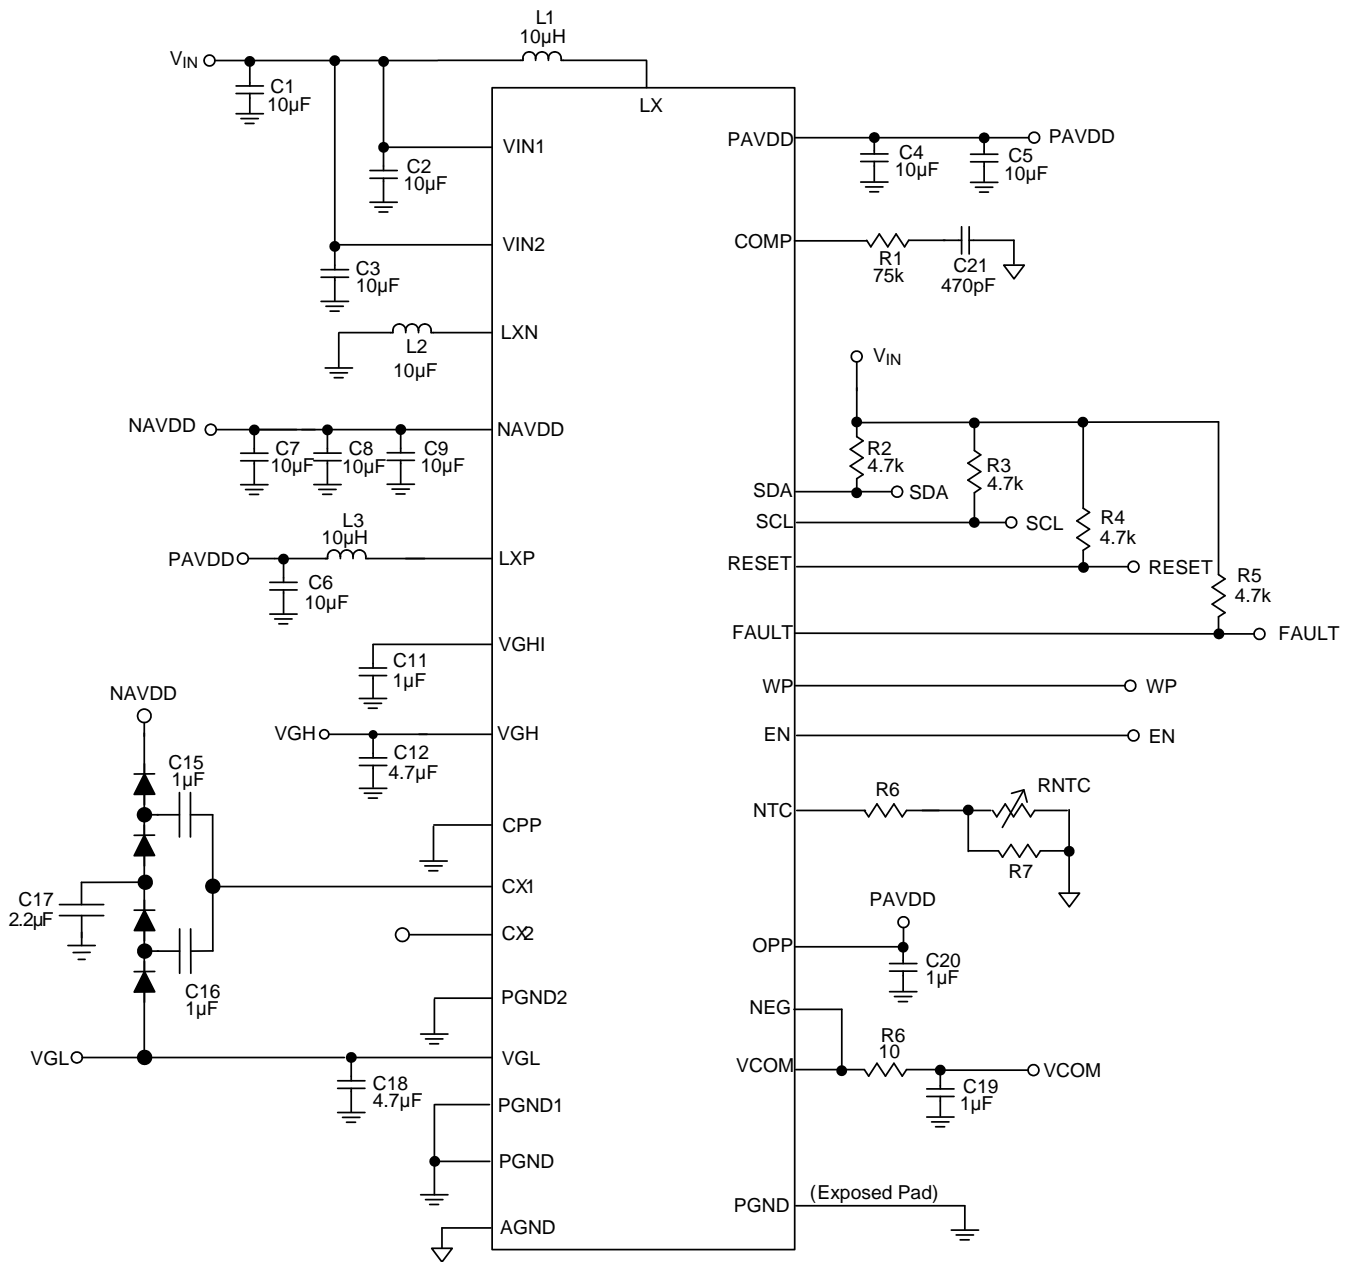 L1
10µH
VIN
C1
10µF
LX
VIN1
C2
10µF
VIN2
C3
10µF
LXN
L2
10µF
NAVDD
NAVDD
C7
10µF
C8
10µF
C9
10µF
L3
10µH
PAVDD
LXP
C6
10µF
VGHI
C11
1µF
NAVDD
VGH
VGH
C12
4.7µF
C15
1µF
CPP
CX1
C17
2.2µF
CX2
C16
1µF
PGND2
VGL
VGL
C18
4.7µF
PGND1
PGND
AGND
PAVDD
PAVDD
C4
10µF
C5
10µF
COMP
R1
75k
C21
470pF
VIN
R2
4.7k
R3
4.7k
SDA
SDA
SCL
SCL
R4
4.7k
RESET
RESET
R5
4.7k
FAULT
FAULT
WP
WP
EN
EN
NTC
R6
RNTC
R7
PAVDD
OPP
C20
1µF
NEG
R6
10
VCOM
VCOM
C19
1µF
PGND
(Exposed Pad)